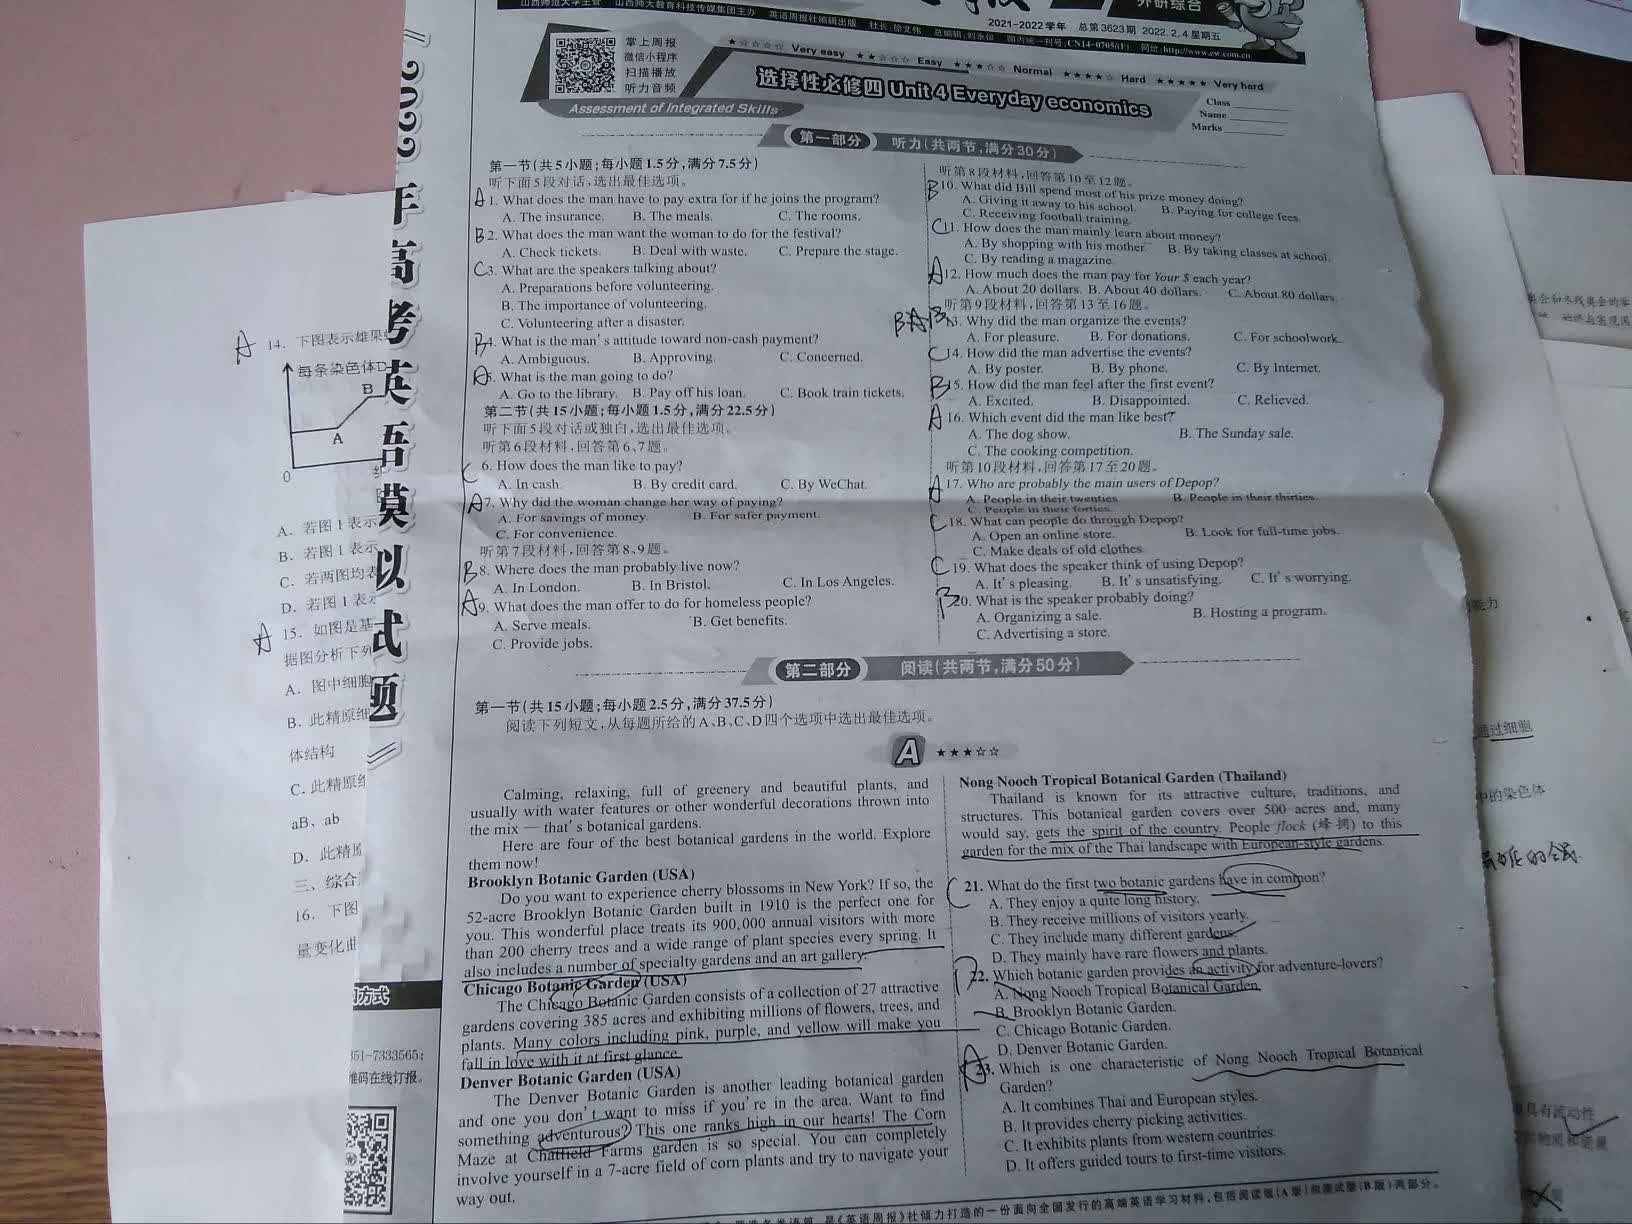 外研综合
山西师范大学主管 山西师大教育科技传媒集团主办 英语周报社编辑出版 社长:徐文伟
2021-2022学年 总第3623期 2022.2.4 星期五
掌上周报
微信小程序
扫描播放
听力音频
★☆☆☆☆ Very easy ★★☆☆☆ Easy ★★★☆☆ Normal ★★★★☆ Hard ★★★★★ Very hard
选择性必修四 Unit 4 Everyday economics
Assessment of Integrated Skills
Class
Name
Marks
第一部分 听力(共两节,满分30分)
第一节(共5小题;每小题1.5分,满分7.5分)
听下面5段对话,选出最佳选项。
A 1. What does the man have to pay extra for if he joins the program?
A. The insurance. B. The meals. C. The rooms.
B 2. What does the man want the woman to do for the festival?
A. Check tickets. B. Deal with waste. C. Prepare the stage.
C 3. What are the speakers talking about?
A. Preparations before volunteering.
B. The importance of volunteering.
C. Volunteering after a disaster.
B 4. What is the man's attitude toward non-cash payment?
A. Ambiguous. B. Approving. C. Concerned.
A 5. What is the man going to do?
A. Go to the library. B. Pay off his loan. C. Book train tickets.
第二节(共15小题;每小题1.5分,满分22.5分)
听下面5段对话或独白,选出最佳选项。
听第6段材料,回答第6、7题。
C 6. How does the man like to pay?
A. In cash. B. By credit card. C. By WeChat.
A 7. Why did the woman change her way of paying?
A. For savings of money. B. For safer payment.
C. For convenience.
听第7段材料,回答第8、9题。
B 8. Where does the man probably live now?
A. In London. B. In Bristol. C. In Los Angeles.
A 9. What does the man offer to do for homeless people?
A. Serve meals. B. Get benefits.
C. Provide jobs.
听第8段材料,回答第10至12题。
B 10. What did Bill spend most of his prize money doing?
A. Giving it away to his school. B. Paying for college fees.
C. Receiving football training.
C 11. How does the man mainly learn about money?
A. By shopping with his mother. B. By taking classes at school.
C. By reading a magazine.
A 12. How much does the man pay for Your $ each year?
A. About 20 dollars. B. About 40 dollars. C. About 80 dollars.
听第9段材料,回答第13至16题。
BAB 13. Why did the man organize the events?
A. For pleasure. B. For donations. C. For schoolwork.
C 14. How did the man advertise the events?
A. By poster. B. By phone. C. By Internet.
B 15. How did the man feel after the first event?
A. Excited. B. Disappointed. C. Relieved.
A 16. Which event did the man like best?
A. The dog show. B. The Sunday sale.
C. The cooking competition.
听第10段材料,回答第17至20题。
A 17. Who are probably the main users of Depop?
A. People in their twenties. B. People in their thirties.
C. People in their forties.
C 18. What can people do through Depop?
A. Open an online store. B. Look for full-time jobs.
C. Make deals of old clothes.
C 19. What does the speaker think of using Depop?
A. It's pleasing. B. It's unsatisfying. C. It's worrying.
B 20. What is the speaker probably doing?
A. Organizing a sale. B. Hosting a program.
C. Advertising a store.
第二部分 阅读(共两节,满分50分)
第一节(共15小题;每小题2.5分,满分37.5分)
阅读下列短文,从每题所给的A、B、C、D四个选项中选出最佳选项。
A ★★★☆☆
Calming, relaxing, full of greenery and beautiful plants, and
usually with water features or other wonderful decorations thrown into
the mix — that's botanical gardens.
Here are four of the best botanical gardens in the world. Explore
them now!
Brooklyn Botanic Garden (USA)
Do you want to experience cherry blossoms in New York? If so, the
52-acre Brooklyn Botanic Garden built in 1910 is the perfect one for
you. This wonderful place treats its 900,000 annual visitors with more
than 200 cherry trees and a wide range of plant species every spring. It
also includes a number of specialty gardens and an art gallery.
Chicago Botanic Garden (USA)
The Chicago Botanic Garden consists of a collection of 27 attractive
gardens covering 385 acres and exhibiting millions of flowers, trees, and
plants. Many colors including pink, purple, and yellow will make you
fall in love with it at first glance.
Denver Botanic Garden (USA)
The Denver Botanic Garden is another leading botanical garden
and one you don't want to miss if you're in the area. Want to find
something adventurous? This one ranks high in our hearts! The Corn
Maze at Chatfield Farms garden is so special. You can completely
involve yourself in a 7-acre field of corn plants and try to navigate your
way out.
Nong Nooch Tropical Botanical Garden (Thailand)
Thailand is known for its attractive culture, traditions, and
structures. This botanical garden covers over 500 acres and, many
would say, gets the spirit of the country. People flock (蜂拥) to this
garden for the mix of the Thai landscape with European-style gardens.
C 21. What do the first two botanic gardens have in common?
A. They enjoy a quite long history.
B. They receive millions of visitors yearly.
C. They include many different gardens.
D. They mainly have rare flowers and plants.
22. Which botanic garden provides an activity for adventure-lovers?
A. Nong Nooch Tropical Botanical Garden.
B. Brooklyn Botanic Garden.
C. Chicago Botanic Garden.
D. Denver Botanic Garden.
A 23. Which is one characteristic of Nong Nooch Tropical Botanical
Garden?
A. It combines Thai and European styles.
B. It provides cherry picking activities.
C. It exhibits plants from western countries.
D. It offers guided tours to first-time visitors.
是《英语周报》社倾力打造的一份面向全国发行的高端英语学习材料,包括阅读版(A版)和测试版(B版)两部分。
《2022年高考英语莫以式题》
方式
351-7333565;
维码在线订报。
A 14. 下图表示雄果
每条染色体D
B
A
0
A. 若图1表示
B. 若图1表示
C. 若两图均表
D. 若图1表示
A 15. 如图是基
据图分析下列
A. 图中细胞
B. 此精原细
体结构
C. 此精原细
aB、ab
D. 此精原
三、综合
16. 下图
量变化曲
奥会和冬残奥会的
能力
通过细胞
中的染色体
具有流动性